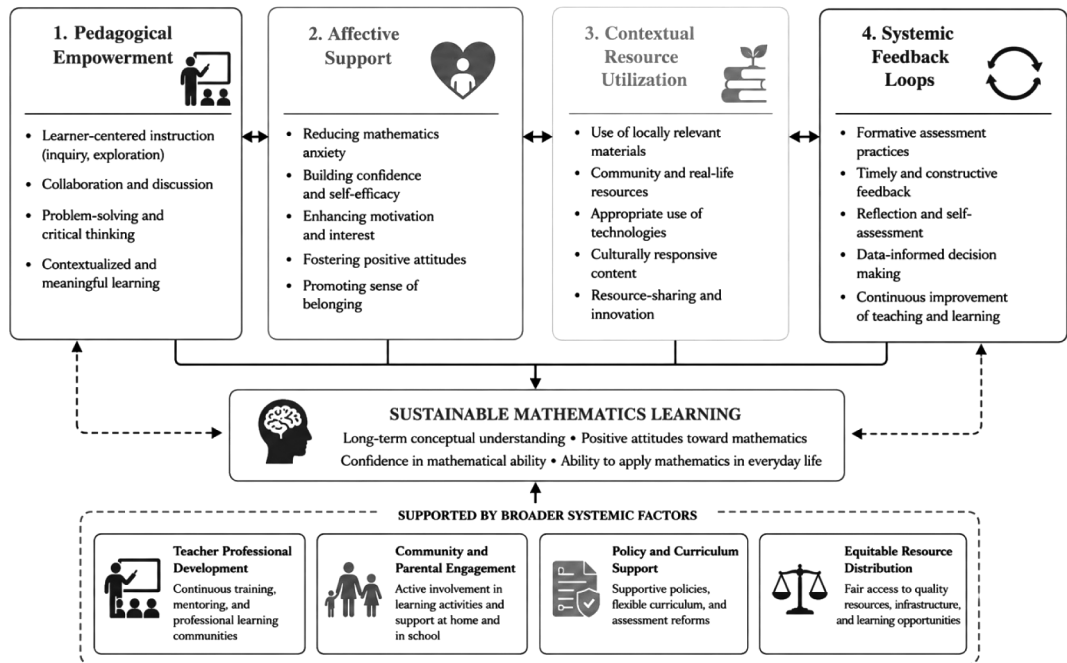 1. Pedagogical
Empowerment
• Learner-centered instruction
(inquiry, exploration)
• Collaboration and discussion
• Problem-solving and
critical thinking
• Contextualized and
meaningful learning
2. Affective
Support
• Reducing mathematics
anxiety
• Building confidence
and self-efficacy
• Enhancing motivation
and interest
• Fostering positive attitudes
• Promoting sense of
belonging
3. Contextual
Resource
Utilization
• Use of locally relevant
materials
• Community and real-life
resources
• Appropriate use of
technologies
• Culturally responsive
content
• Resource-sharing and
innovation
4. Systemic
Feedback
Loops
• Formative assessment
practices
• Timely and constructive
feedback
• Reflection and self-
assessment
• Data-informed decision
making
• Continuous improvement
of teaching and learning
SUSTAINABLE MATHEMATICS LEARNING
Long-term conceptual understanding • Positive attitudes toward mathematics
Confidence in mathematical ability • Ability to apply mathematics in everyday life
SUPPORTED BY BROADER SYSTEMIC FACTORS
Teacher Professional
Development
Continuous training,
mentoring, and
professional learning
communities
Community and
Parental Engagement
Active involvement in
learning activities and
support at home and
in school
Policy and Curriculum
Support
Supportive policies,
flexible curriculum, and
assessment reforms
Equitable Resource
Distribution
Fair access to quality
resources, infrastructure,
and learning opportunities